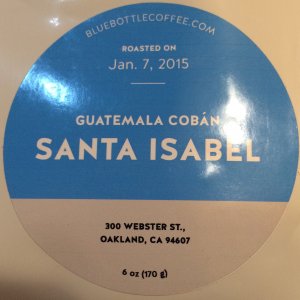 BLUEBOTTLECOFFEE.COM
ROASTED ON
Jan. 7, 2015
GUATEMALA COBÁN
SANTA ISABEL
300 WEBSTER ST.,
OAKLAND, CA 94607
6 oz (170 g)